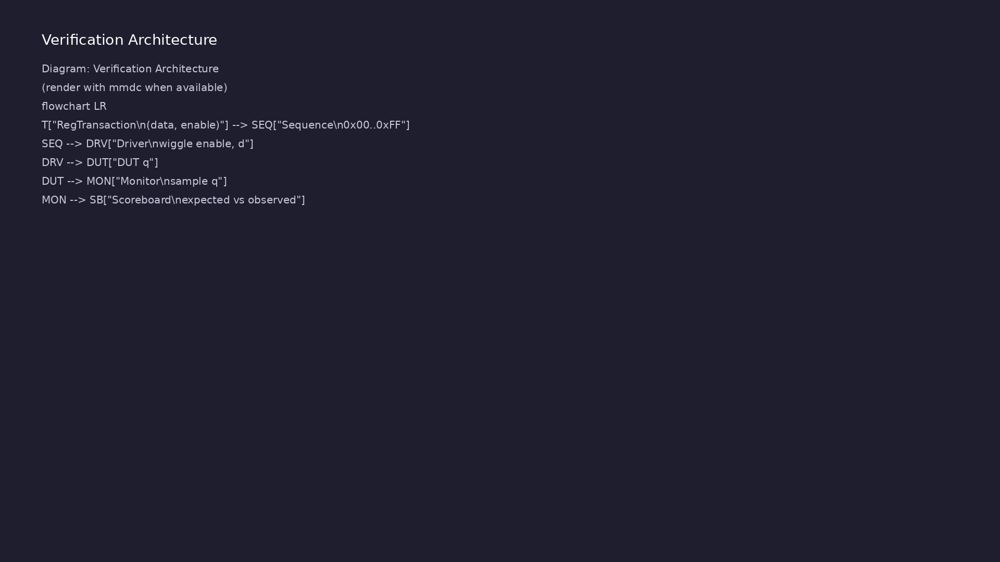 Verification Architecture
Diagram: Verification Architecture
(render with mmdc when available)
flowchart LR
T["RegTransaction\n(data, enable)"] --> SEQ["Sequence\n0x00..0xFF"]
SEQ --> DRV["Driver\nwiggle enable, d"]
DRV --> DUT["DUT q"]
DUT --> MON["Monitor\nsample q"]
MON --> SB["Scoreboard\nexpected vs observed"]